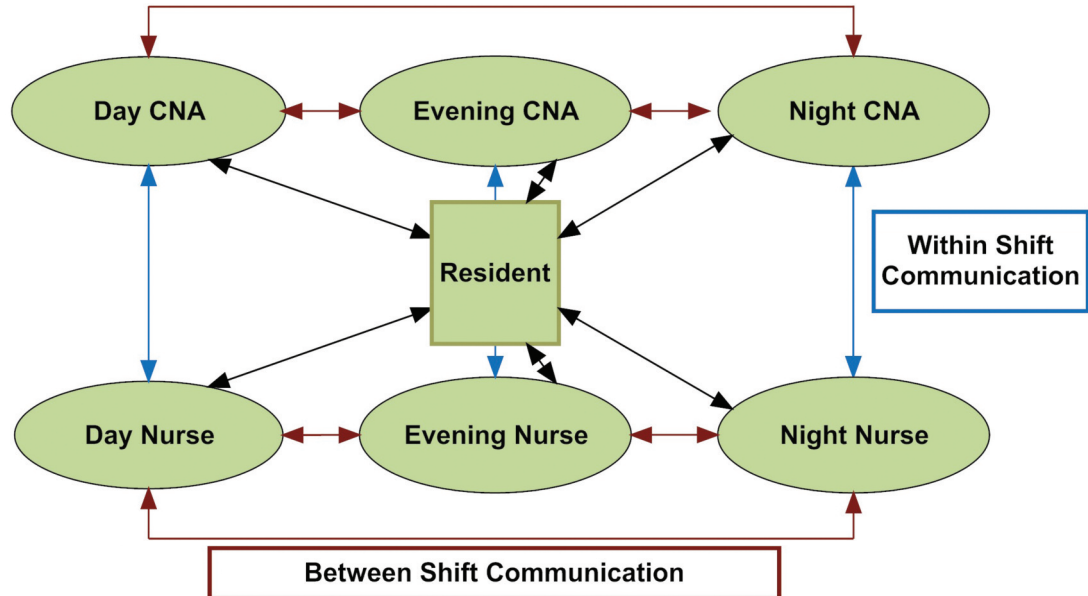 Day CNA
Evening CNA
Night CNA
Resident
Within Shift
Communication
Day Nurse
Evening Nurse
Night Nurse
Between Shift Communication